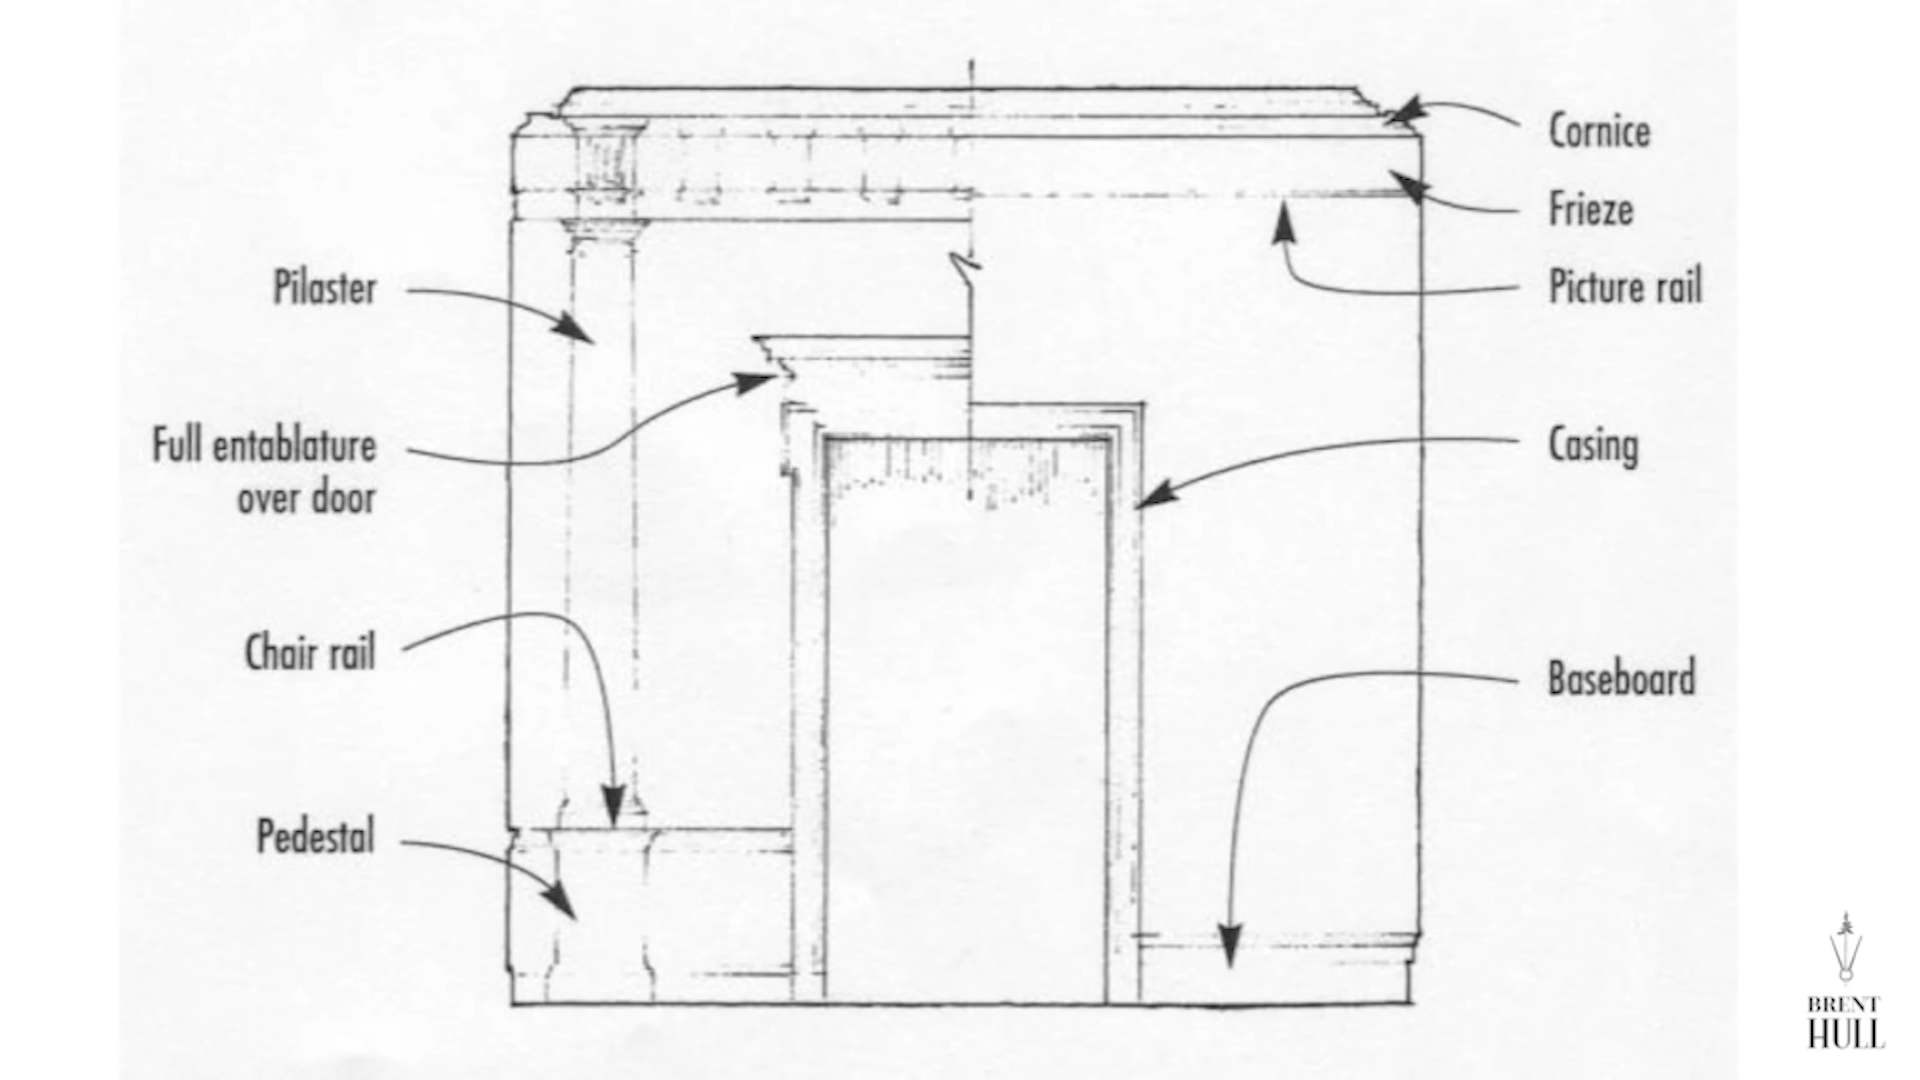 Cornice
Frieze
Pilaster
Picture rail
Full entablature
over door
Casing
Chair rail
Baseboard
Pedestal
BRENT
HULL